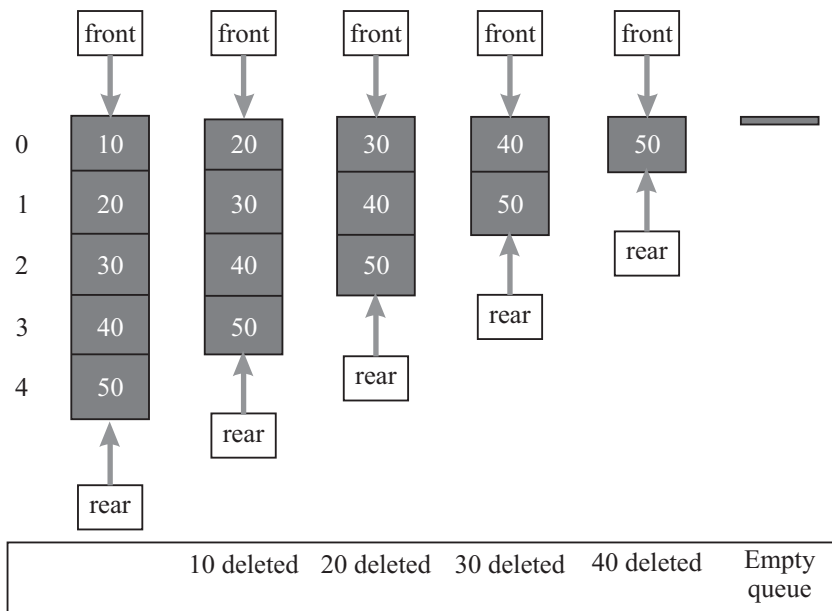 front front front front front
0 10 20 30 40 50
1 20 30 40 50
rear
2 30 40 50
rear
3 40 50
rear
4 50
rear
rear
10 deleted 20 deleted 30 deleted 40 deleted Empty
queue